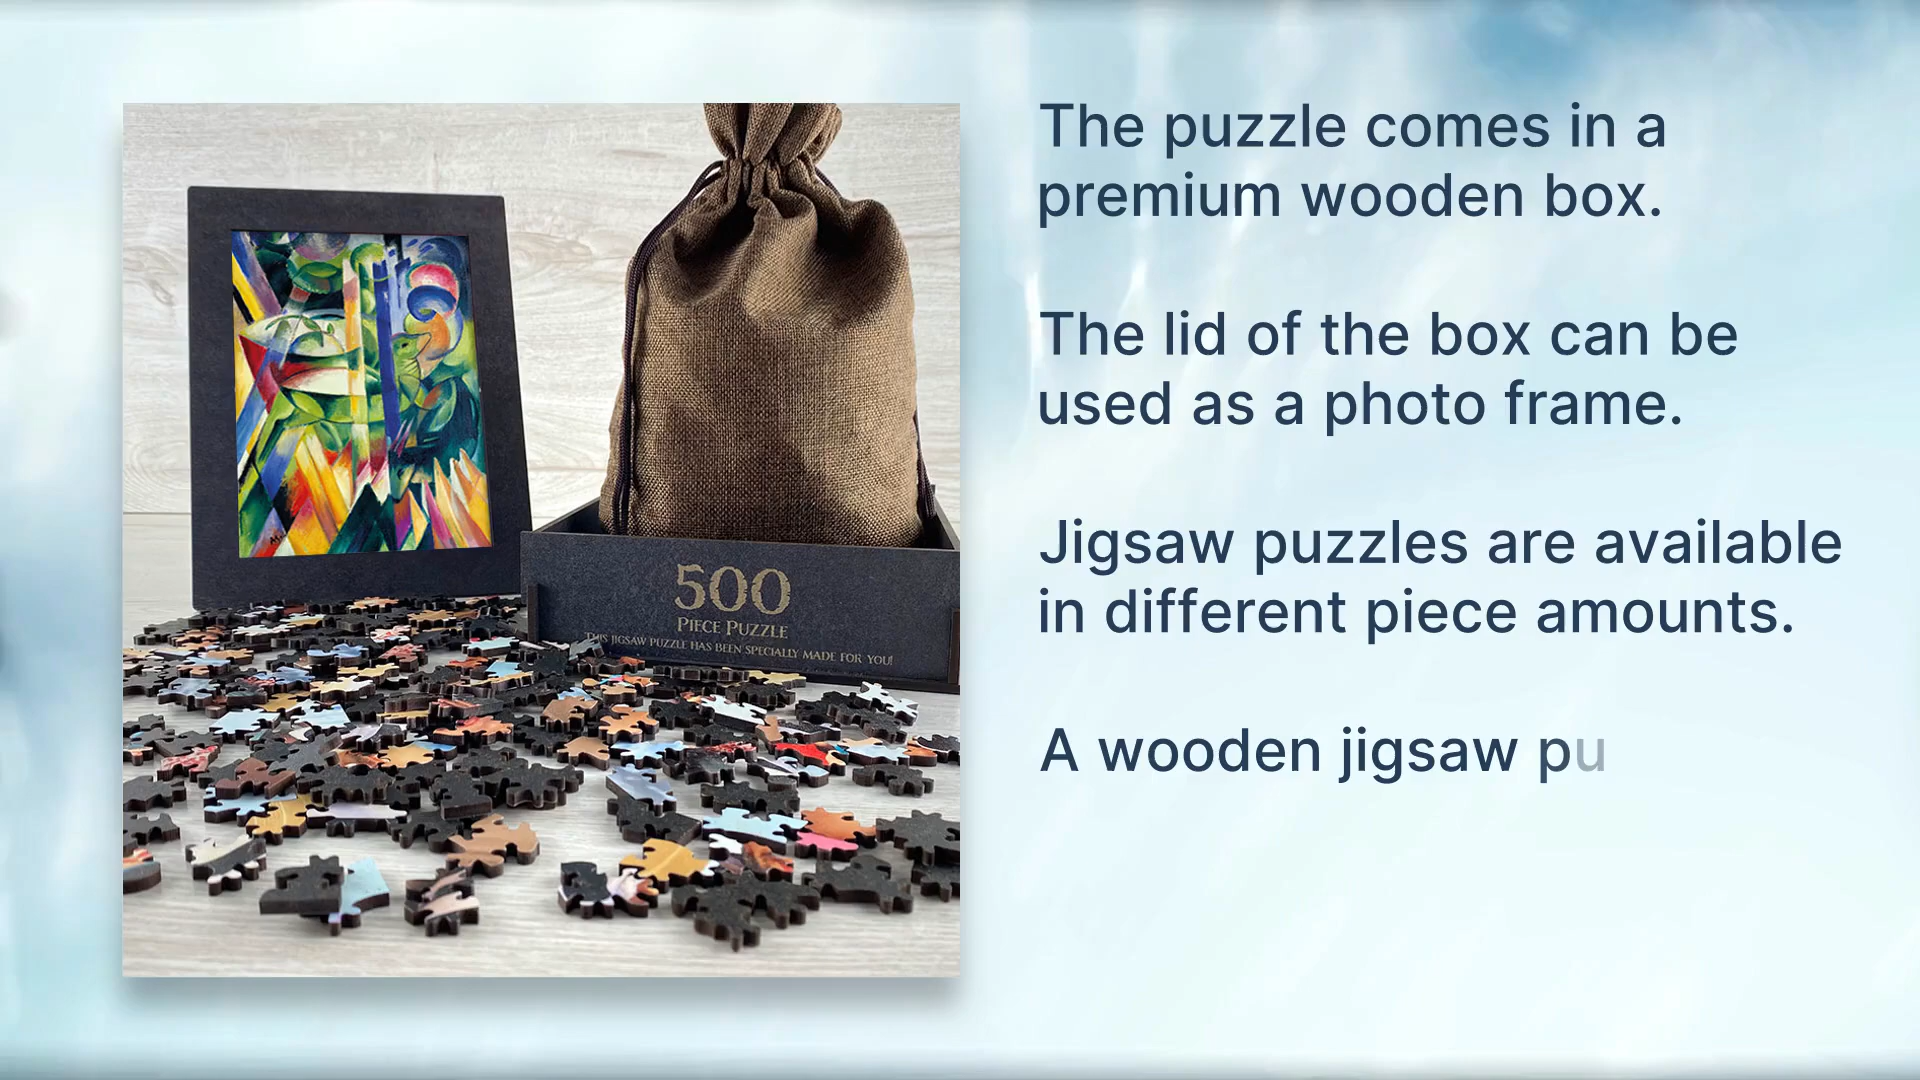 The puzzle comes in a
premium wooden box.
The lid of the box can be
used as a photo frame.
Jigsaw puzzles are available
in different piece amounts.
A wooden jigsaw pu
500
PIECE PUZZLE
THIS JIGSAW PUZZLE HAS BEEN SPECIALLY MADE FOR YOU!